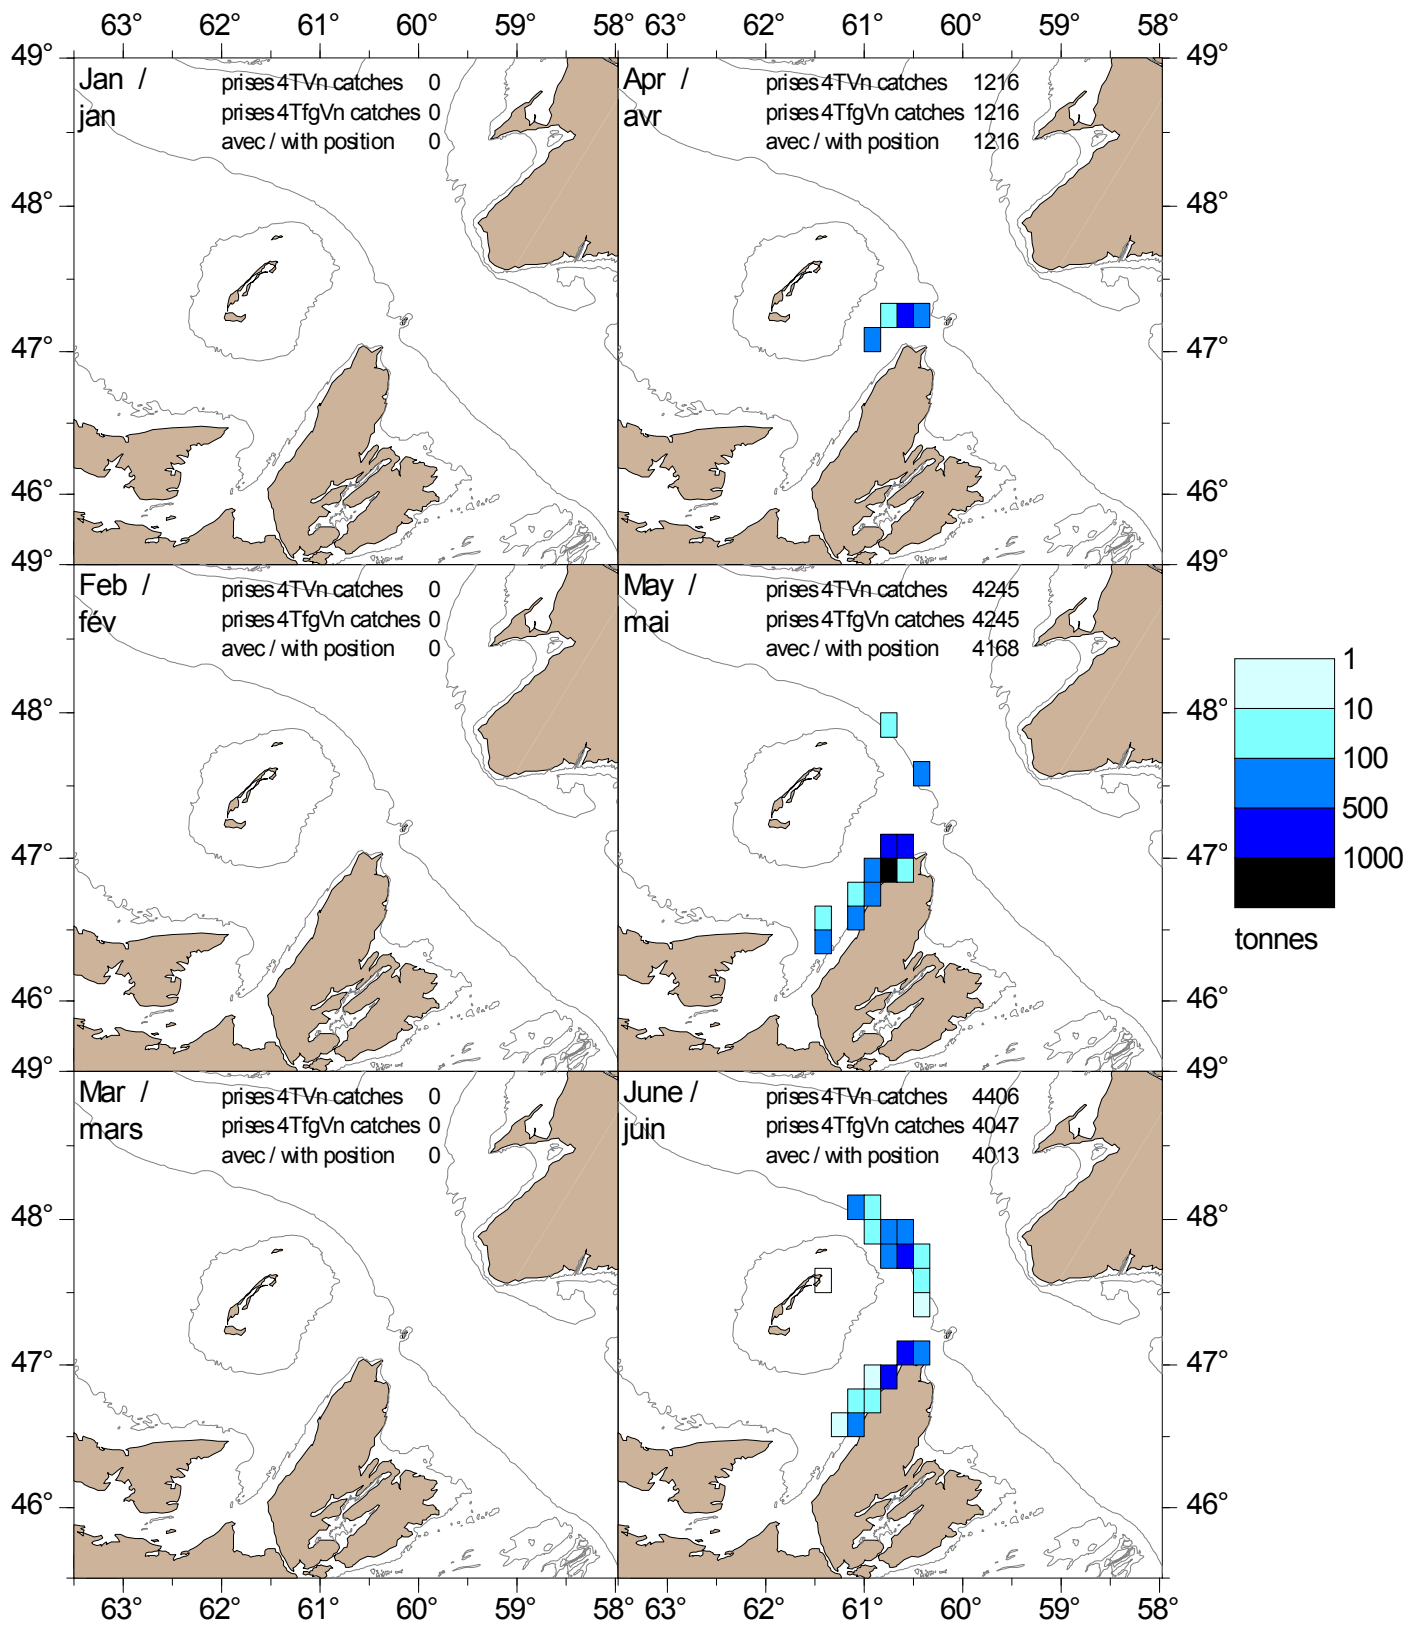 63° 62° 61° 60° 59° 58° 63° 62° 61° 60° 59° 58°
49° 49°
Jan / jan
prises 4TVn catches 0
prises 4TfgVn catches 0
avec / with position 0
Apr / avr
prises 4TVn catches 1216
prises 4TfgVn catches 1216
avec / with position 1216
48° 48°
47° 47°
46° 46°
49° 49°
Feb / fév
prises 4TVn catches 0
prises 4TfgVn catches 0
avec / with position 0
May / mai
prises 4TVn catches 4245
prises 4TfgVn catches 4245
avec / with position 4168
48° 48°
47° 47°
46° 46°
49° 49°
1
10
100
500
1000
tonnes
Mar / mars
prises 4TVn catches 0
prises 4TfgVn catches 0
avec / with position 0
June / juin
prises 4TVn catches 4406
prises 4TfgVn catches 4047
avec / with position 4013
48° 48°
47° 47°
46° 46°
63° 62° 61° 60° 59° 58° 63° 62° 61° 60° 59° 58°